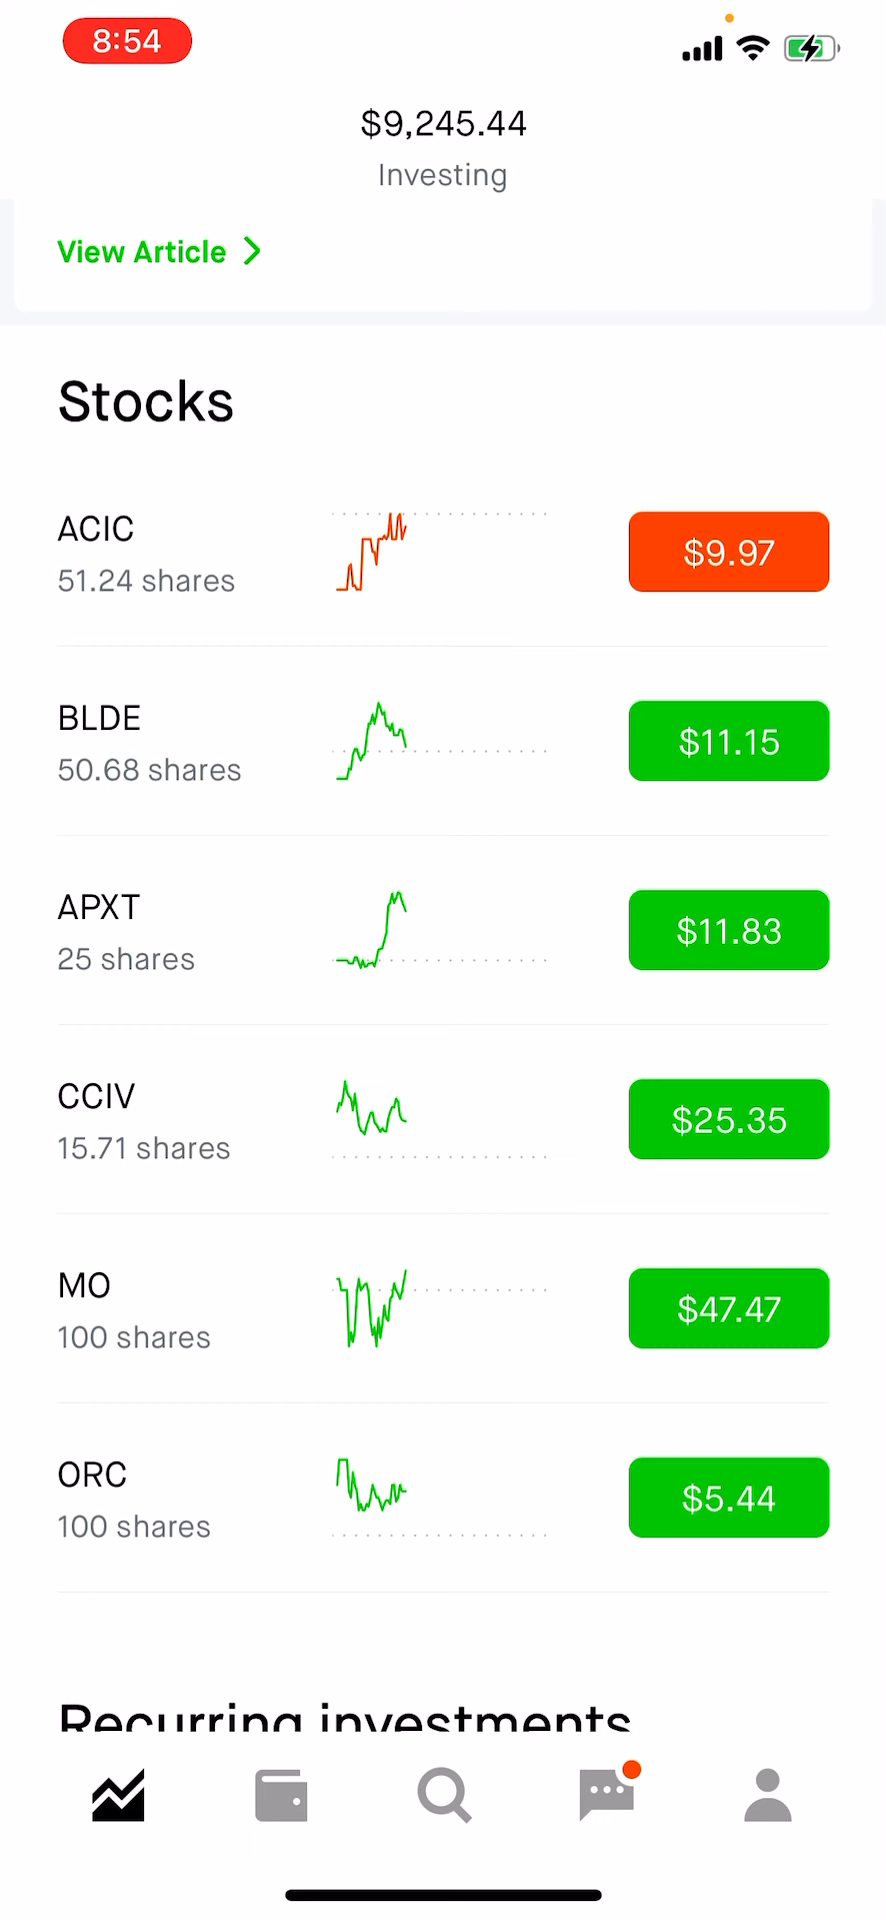 8:54
$9,245.44
Investing
View Article
Stocks
ACIC
51.24 shares
$9.97
BLDE
50.68 shares
$11.15
APXT
25 shares
$11.83
CCIV
15.71 shares
$25.35
MO
100 shares
$47.47
ORC
100 shares
$5.44
Recurring investments